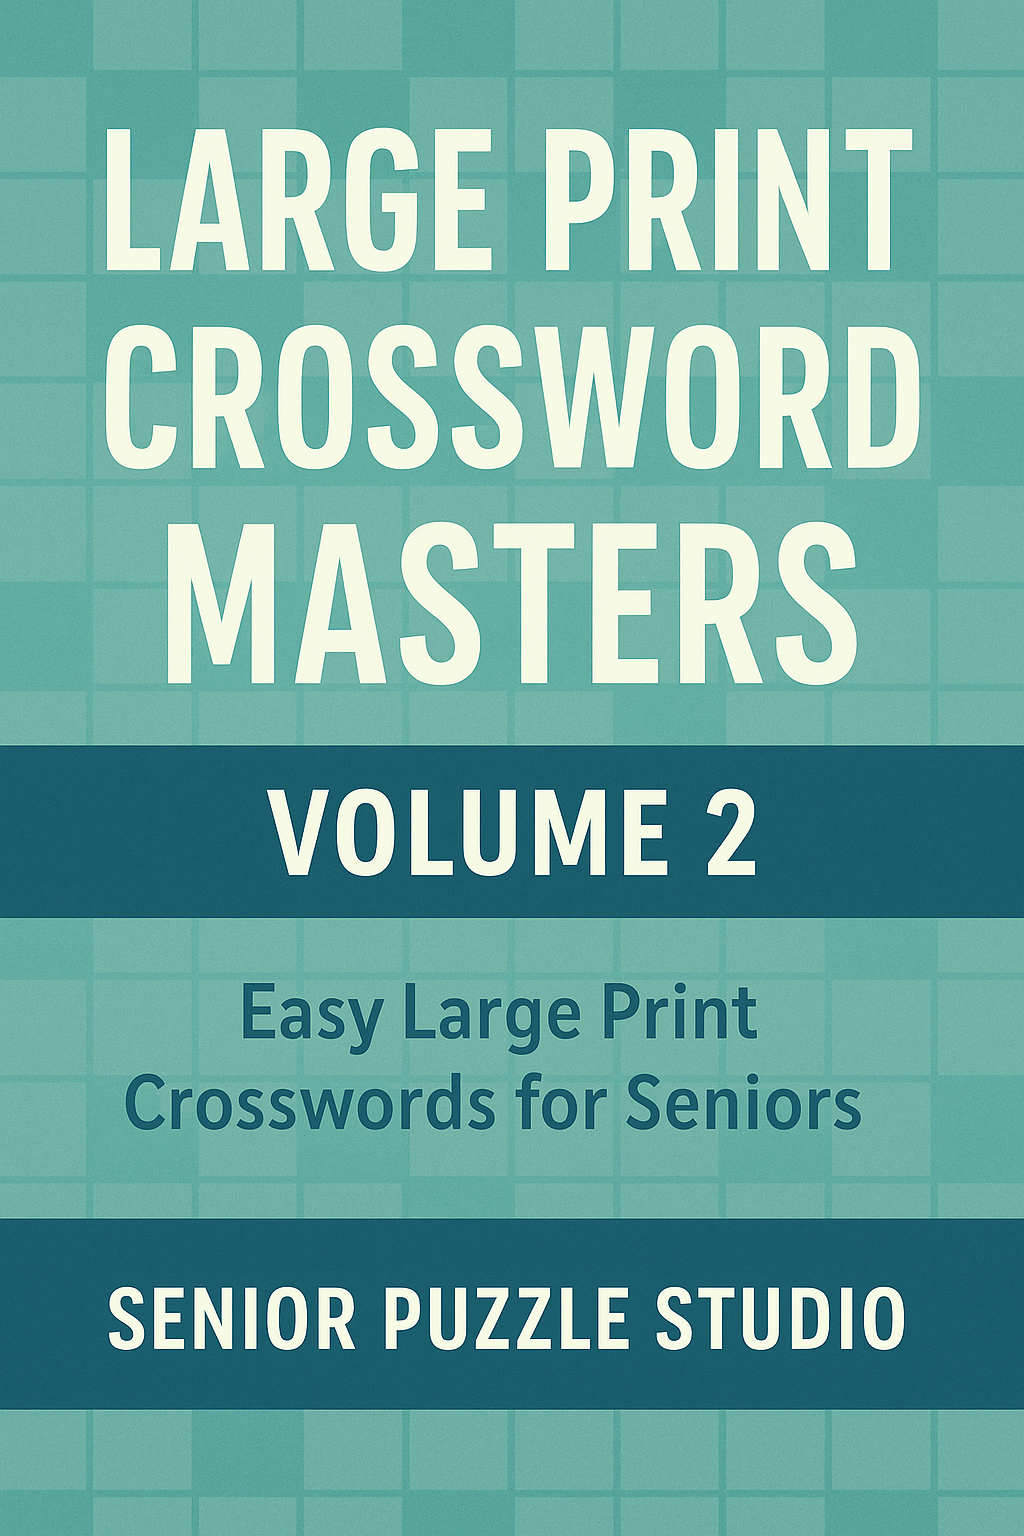 LARGE PRINT
CROSSWORD
MASTERS
VOLUME 2
Easy Large Print
Crosswords for Seniors
SENIOR PUZZLE STUDIO